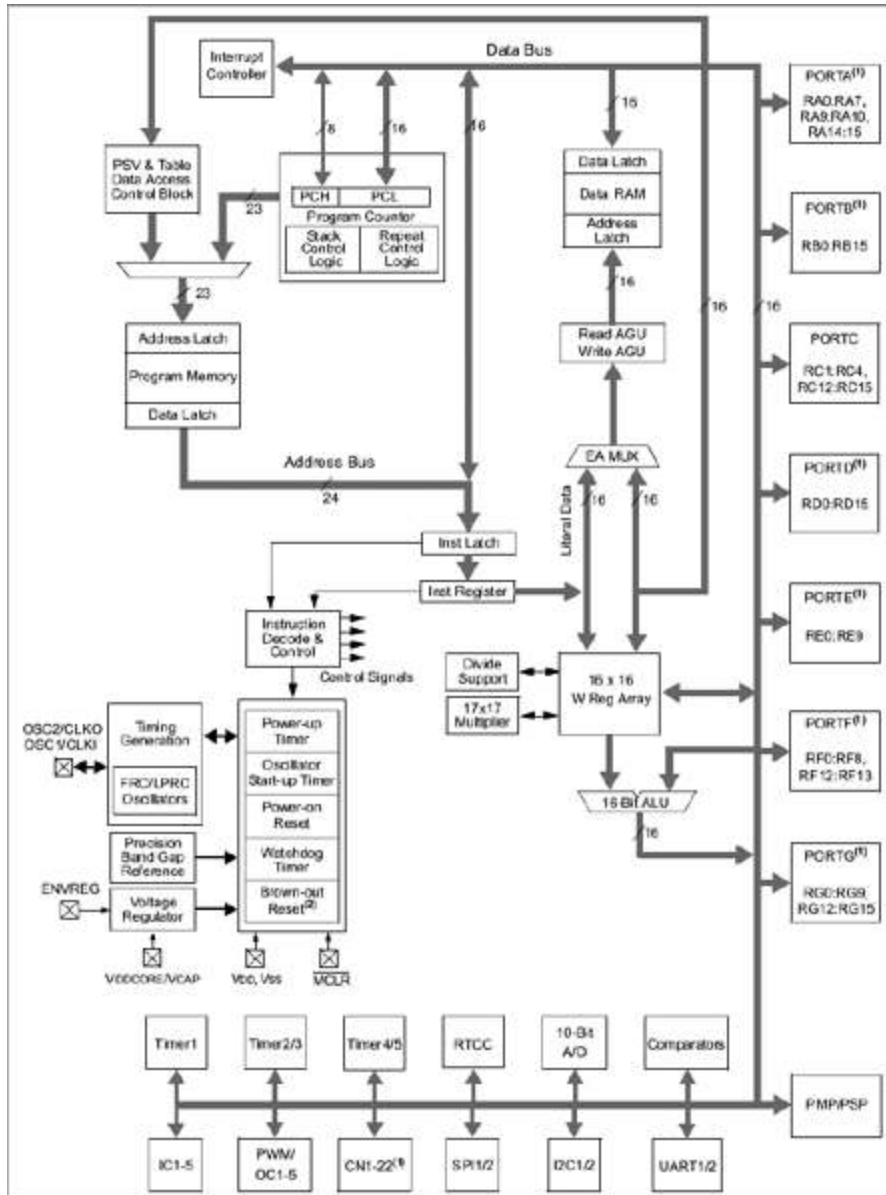 Data Bus
Interrupt
Controller
8
16
16
16
PORTA(1)
RA0:RA7,
RA9:RA10,
RA14:15
PSV & Table
Data Access
Control Block
23
PCH
PCL
Program Counter
Stack
Control
Logic
Repeat
Control
Logic
Data Latch
Data RAM
Address
Latch
PORTB(1)
RB0:RB15
23
16
16
16
Address Latch
Program Memory
Data Latch
Read AGU
Write AGU
PORTC
RC1:RC4,
RC12:RC15
Address Bus
24
EA MUX
Literal Data
16
16
PORTD(1)
RD0:RD15
Inst Latch
Inst Register
Instruction
Decode &
Control
Control Signals
PORTE(1)
RE0:RE9
Divide
Support
17x17
Multiplier
16 x 16
W Reg Array
OSC2/CLKO
OSC1/CLKI
Timing
Generation
FRC/LPRC
Oscillators
Power-up
Timer
Oscillator
Start-up Timer
Power-on
Reset
Watchdog
Timer
Brown-out
Reset(2)
PORTF(1)
RF0:RF8,
RF12:RF13
16-Bit ALU
16
Precision
Band Gap
Reference
ENVREG
Voltage
Regulator
PORTG(1)
RG0:RG9,
RG12:RG15
VDDCORE/VCAP
VDD, VSS
MCLR
Timer1
Timer2/3
Timer4/5
RTCC
10-Bit
A/D
Comparators
PMP/PSP
IC1-5
PWM/
OC1-5
CN1-22(1)
SPI1/2
I2C1/2
UART1/2